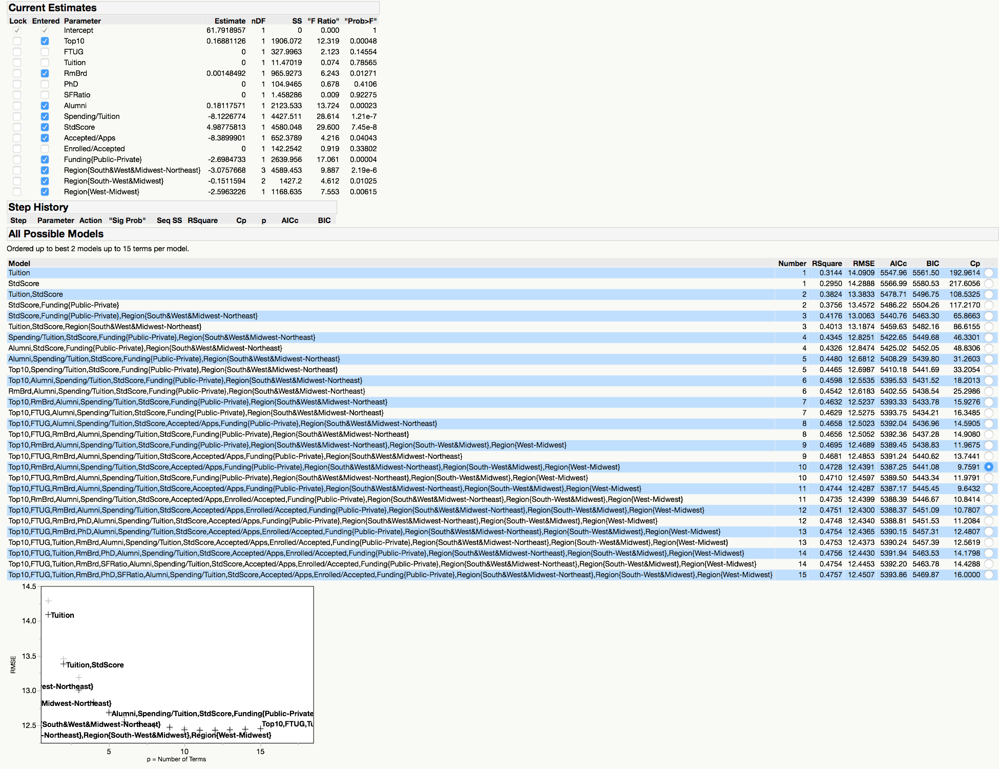 Current Estimates
Lock Entered Parameter Estimate nDF SS "F Ratio" "Prob>F"
Intercept 61.7918957 1 0 0.000 1
Top10 0.16881126 1 1906.072 12.319 0.00048
FTUG 0 1 327.9963 2.123 0.14554
Tuition 0 1 11.47019 0.074 0.78565
RmBrd 0.00148492 1 965.9273 6.243 0.01271
PhD 0 1 104.9465 0.678 0.4106
SFRatio 0 1 1.458286 0.009 0.92275
Alumni 0.18117571 1 2123.533 13.724 0.00023
Spending/Tuition -8.1226774 1 4427.511 28.614 1.21e-7
StdScore 4.98775813 1 4580.048 29.600 7.45e-8
Accepted/Apps -8.3899901 1 652.3789 4.216 0.04043
Enrolled/Accepted 0 1 142.2542 0.919 0.33802
Funding{Public-Private} -2.6984733 1 2639.956 17.061 0.00004
Region{South&West&Midwest-Northeast} -3.0757668 3 4589.453 9.887 2.19e-6
Region{South-West&Midwest} -0.1511594 2 1427.2 4.612 0.01025
Region{West-Midwest} -2.5963226 1 1168.635 7.553 0.00615
Step History
Step Parameter Action "Sig Prob" Seq SS RSquare Cp p AICc BIC
All Possible Models
Ordered up to best 2 models up to 15 terms per model.
Model Number RSquare RMSE AICc BIC Cp
Tuition 1 0.3144 14.0909 5547.96 5561.50 192.9614
StdScore 1 0.2950 14.2888 5566.99 5580.53 217.6056
Tuition,StdScore 2 0.3824 13.3833 5478.71 5496.75 108.5325
StdScore,Funding{Public-Private} 2 0.3756 13.4572 5486.22 5504.26 117.2170
StdScore,Funding{Public-Private},Region{South&West&Midwest-Northeast} 3 0.4176 13.0063 5440.76 5463.30 65.8663
Tuition,StdScore,Region{South&West&Midwest-Northeast} 3 0.4013 13.1874 5459.63 5482.16 86.6155
Spending/Tuition,StdScore,Funding{Public-Private},Region{South&West&Midwest-Northeast} 4 0.4345 12.8251 5422.65 5449.68 46.3301
Alumni,StdScore,Funding{Public-Private},Region{South&West&Midwest-Northeast} 4 0.4326 12.8474 5425.02 5452.05 48.8306
Alumni,Spending/Tuition,StdScore,Funding{Public-Private},Region{South&West&Midwest-Northeast} 5 0.4480 12.6812 5408.29 5439.80 31.2603
Top10,Spending/Tuition,StdScore,Funding{Public-Private},Region{South&West&Midwest-Northeast} 5 0.4465 12.6987 5410.18 5441.69 33.2054
Top10,Alumni,Spending/Tuition,StdScore,Funding{Public-Private},Region{South&West&Midwest-Northeast} 6 0.4598 12.5535 5395.53 5431.52 18.2013
RmBrd,Alumni,Spending/Tuition,StdScore,Funding{Public-Private},Region{South&West&Midwest-Northeast} 6 0.4542 12.6183 5402.55 5438.54 25.2986
Top10,RmBrd,Alumni,Spending/Tuition,StdScore,Funding{Public-Private},Region{South&West&Midwest-Northeast} 7 0.4632 12.5237 5393.33 5433.78 15.9276
Top10,FTUG,Alumni,Spending/Tuition,StdScore,Funding{Public-Private},Region{South&West&Midwest-Northeast} 7 0.4629 12.5275 5393.75 5434.21 16.3485
Top10,FTUG,Alumni,Spending/Tuition,StdScore,Accepted/Apps,Funding{Public-Private},Region{South&West&Midwest-Northeast} 8 0.4658 12.5023 5392.04 5436.96 14.5905
Top10,FTUG,RmBrd,Alumni,Spending/Tuition,StdScore,Funding{Public-Private},Region{South&West&Midwest-Northeast} 8 0.4656 12.5052 5392.36 5437.28 14.9080
Top10,RmBrd,Alumni,Spending/Tuition,StdScore,Funding{Public-Private},Region{South&West&Midwest-Northeast},Region{South-West&Midwest},Region{West-Midwest} 9 0.4695 12.4689 5389.45 5438.83 11.9675
Top10,FTUG,RmBrd,Alumni,Spending/Tuition,StdScore,Accepted/Apps,Funding{Public-Private},Region{South&West&Midwest-Northeast} 9 0.4681 12.4853 5391.24 5440.62 13.7441
Top10,RmBrd,Alumni,Spending/Tuition,StdScore,Accepted/Apps,Funding{Public-Private},Region{South&West&Midwest-Northeast},Region{South-West&Midwest},Region{West-Midwest} 10 0.4728 12.4391 5387.25 5441.08 9.7591
Top10,FTUG,RmBrd,Alumni,Spending/Tuition,StdScore,Funding{Public-Private},Region{South&West&Midwest-Northeast},Region{South-West&Midwest},Region{West-Midwest} 10 0.4710 12.4597 5389.50 5443.34 11.9791
Top10,FTUG,RmBrd,Alumni,Spending/Tuition,StdScore,Accepted/Apps,Funding{Public-Private},Region{South&West&Midwest-Northeast},Region{South-West&Midwest},Region{West-Midwest} 11 0.4744 12.4287 5387.17 5445.45 9.6432
Top10,RmBrd,Alumni,Spending/Tuition,StdScore,Accepted/Apps,Enrolled/Accepted,Funding{Public-Private},Region{South&West&Midwest-Northeast},Region{South-West&Midwest},Region{West-Midwest} 11 0.4735 12.4399 5388.39 5446.67 10.8414
Top10,FTUG,RmBrd,Alumni,Spending/Tuition,StdScore,Accepted/Apps,Enrolled/Accepted,Funding{Public-Private},Region{South&West&Midwest-Northeast},Region{South-West&Midwest},Region{West-Midwest} 12 0.4751 12.4300 5388.37 5451.09 10.7807
Top10,FTUG,RmBrd,PhD,Alumni,Spending/Tuition,StdScore,Accepted/Apps,Funding{Public-Private},Region{South&West&Midwest-Northeast},Region{South-West&Midwest},Region{West-Midwest} 12 0.4748 12.4340 5388.81 5451.53 11.2084
Top10,FTUG,RmBrd,PhD,Alumni,Spending/Tuition,StdScore,Accepted/Apps,Enrolled/Accepted,Funding{Public-Private},Region{South&West&Midwest-Northeast},Region{South-West&Midwest},Region{West-Midwest} 13 0.4754 12.4365 5390.15 5457.31 12.4807
Top10,FTUG,Tuition,RmBrd,Alumni,Spending/Tuition,StdScore,Accepted/Apps,Enrolled/Accepted,Funding{Public-Private},Region{South&West&Midwest-Northeast},Region{South-West&Midwest},Region{West-Midwest} 13 0.4753 12.4373 5390.24 5457.39 12.5619
Top10,FTUG,Tuition,RmBrd,PhD,Alumni,Spending/Tuition,StdScore,Accepted/Apps,Enrolled/Accepted,Funding{Public-Private},Region{South&West&Midwest-Northeast},Region{South-West&Midwest},Region{West-Midwest} 14 0.4756 12.4430 5391.94 5463.53 14.1798
Top10,FTUG,Tuition,RmBrd,SFRatio,Alumni,Spending/Tuition,StdScore,Accepted/Apps,Enrolled/Accepted,Funding{Public-Private},Region{South&West&Midwest-Northeast},Region{South-West&Midwest},Region{West-Midwest} 14 0.4754 12.4453 5392.20 5463.78 14.4288
Top10,FTUG,Tuition,RmBrd,PhD,SFRatio,Alumni,Spending/Tuition,StdScore,Accepted/Apps,Enrolled/Accepted,Funding{Public-Private},Region{South&West&Midwest-Northeast},Region{South-West&Midwest},Region{West-Midwest} 15 0.4757 12.4507 5393.86 5469.87 16.0000
14.5
Tuition
14.0
13.5
RMSE
Tuition,StdScore
est-Northeast}
13.0
Midwest-Northeast}
Alumni,Spending/Tuition,StdScore,Funding{Public-Private
12.5
South&West&Midwest-Northeast}
Top10,FTUG,Tu
-Northeast},Region{South-West&Midwest},Region{West-Midwest}
5 10 15
p = Number of Terms